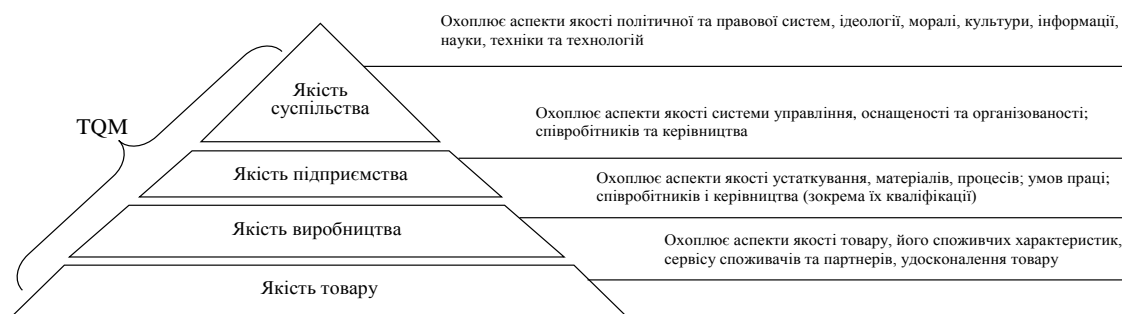 Охоплює аспекти якості політичної та правової систем, ідеології, моралі, культури, інформації,
науки, техніки та технологій
Якість
суспільства
TQM
Охоплює аспекти якості системи управління, оснащеності та організованості;
співробітників та керівництва
Якість підприємства
Охоплює аспекти якості устаткування, матеріалів, процесів; умов праці;
співробітників і керівництва (зокрема їх кваліфікації)
Якість виробництва
Охоплює аспекти якості товару, його споживчих характеристик,
сервісу споживачів та партнерів, удосконалення товару
Якість товару